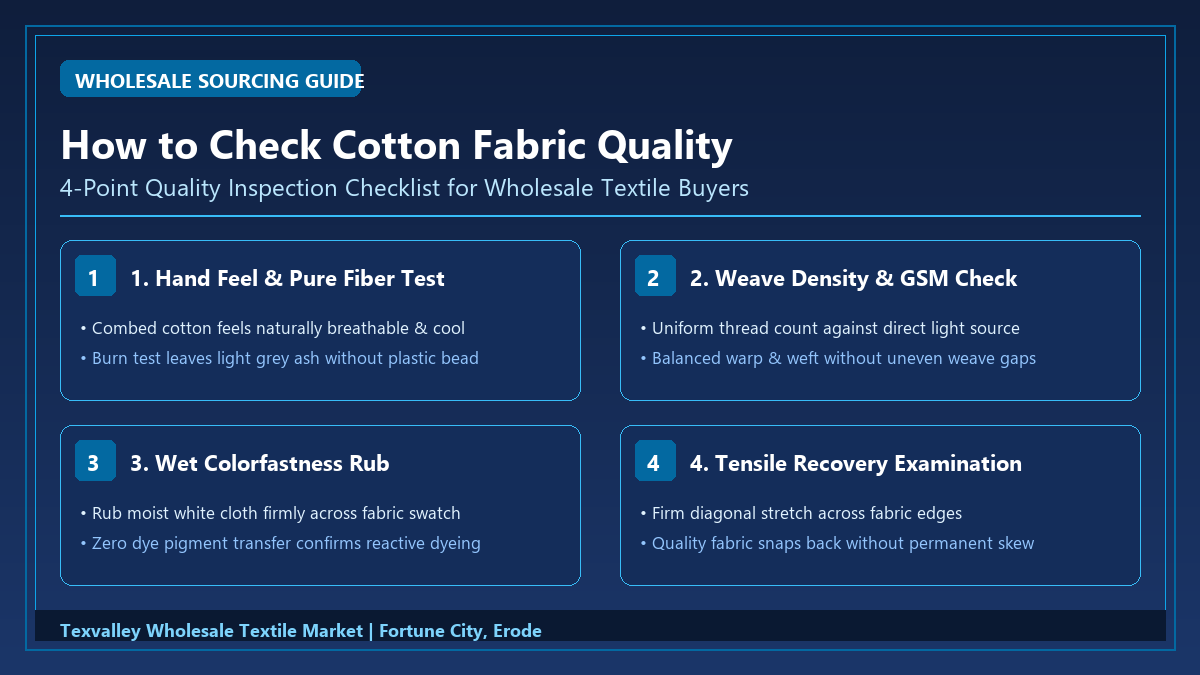 WHOLESALE SOURCING GUIDE
How to Check Cotton Fabric Quality
4-Point Quality Inspection Checklist for Wholesale Textile Buyers
1 1. Hand Feel & Pure Fiber Test
• Combed cotton feels naturally breathable & cool
• Burn test leaves light grey ash without plastic bead
2 2. Weave Density & GSM Check
• Uniform thread count against direct light source
• Balanced warp & weft without uneven weave gaps
3 3. Wet Colorfastness Rub
• Rub moist white cloth firmly across fabric swatch
• Zero dye pigment transfer confirms reactive dyeing
4 4. Tensile Recovery Examination
• Firm diagonal stretch across fabric edges
• Quality fabric snaps back without permanent skew
Texvalley Wholesale Textile Market | Fortune City, Erode